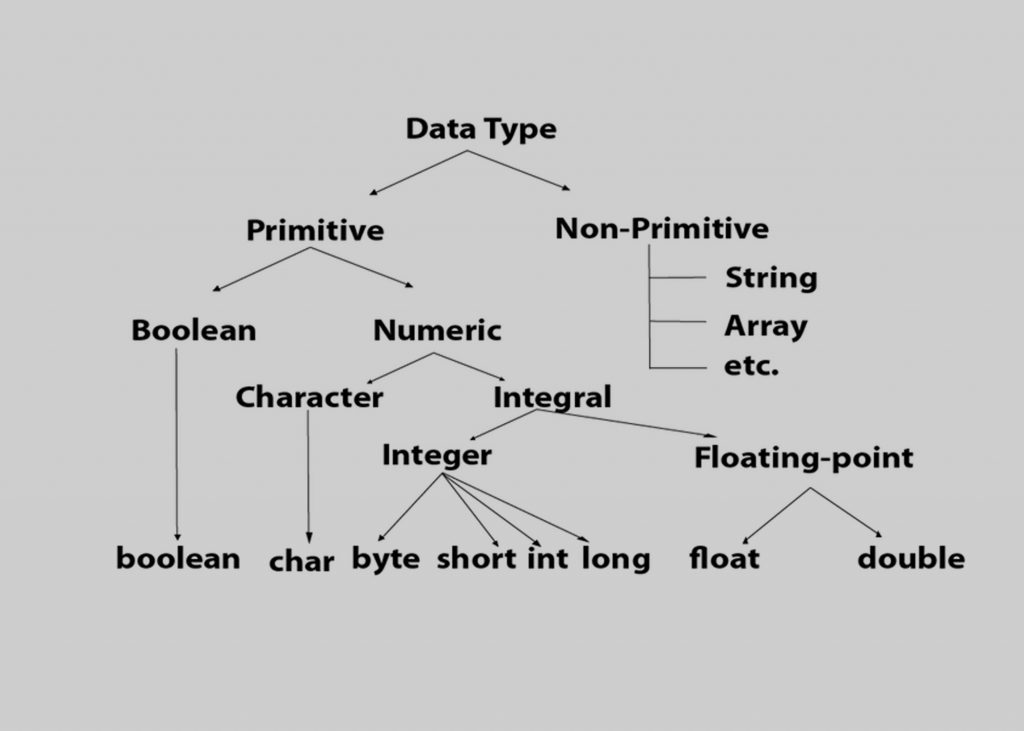 Data Type
Primitive
Non-Primitive
String
Array
etc.
Boolean
Numeric
Character
Integral
Integer
Floating-point
boolean
char
byte
short
int
long
float
double